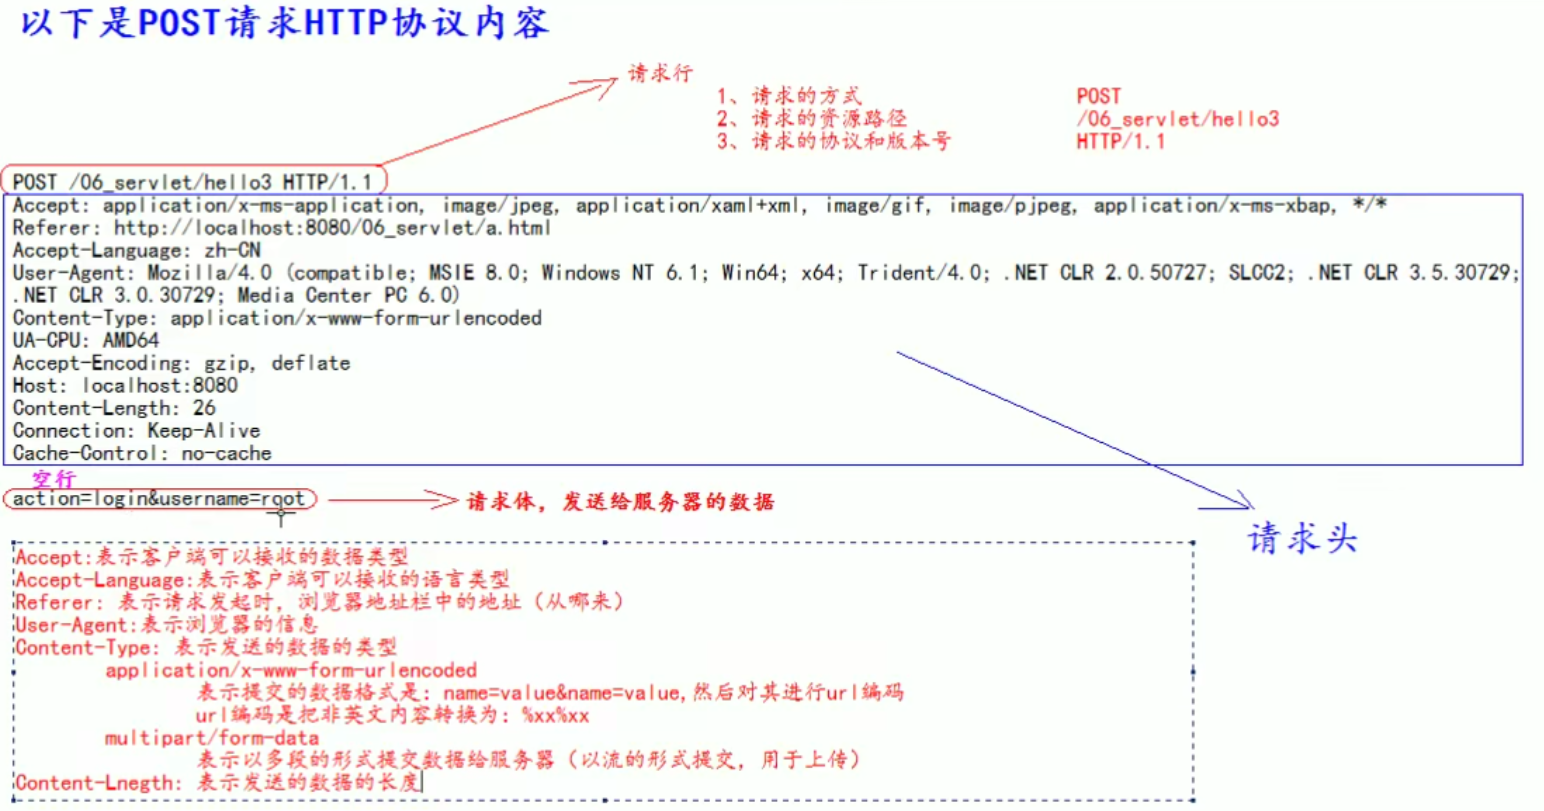 以下是POST请求HTTP协议内容
请求行
1、请求的方式 POST
2、请求的资源路径 /06_servlet/hello3
3、请求的协议和版本号 HTTP/1.1
POST /06_servlet/hello3 HTTP/1.1
Accept: application/x-ms-application, image/jpeg, application/xaml+xml, image/gif, image/pjpeg, application/x-ms-xbap, */*
Referer: http://localhost:8080/06_servlet/a.html
Accept-Language: zh-CN
User-Agent: Mozilla/4.0 (compatible; MSIE 8.0; Windows NT 6.1; Win64; x64; Trident/4.0; .NET CLR 2.0.50727; SLCC2; .NET CLR 3.5.30729;
.NET CLR 3.0.30729; Media Center PC 6.0)
Content-Type: application/x-www-form-urlencoded
UA-CPU: AMD64
Accept-Encoding: gzip, deflate
Host: localhost:8080
Content-Length: 26
Connection: Keep-Alive
Cache-Control: no-cache
空行
action=login&username=root
请求体，发送给服务器的数据
请求头
Accept:表示客户端可以接收的数据类型
Accept-Language:表示客户端可以接收的语言类型
Referer: 表示请求发起时，浏览器地址栏中的地址（从哪来）
User-Agent:表示浏览器的信息
Content-Type: 表示发送的数据的类型
application/x-www-form-urlencoded
表示提交的数据格式是：name=value&name=value,然后对其进行url编码
url编码是把非英文内容转换为：%xx%xx
multipart/form-data
表示以多段的形式提交数据给服务器（以流的形式提交，用于上传）
Content-Lnegth: 表示发送的数据的长度